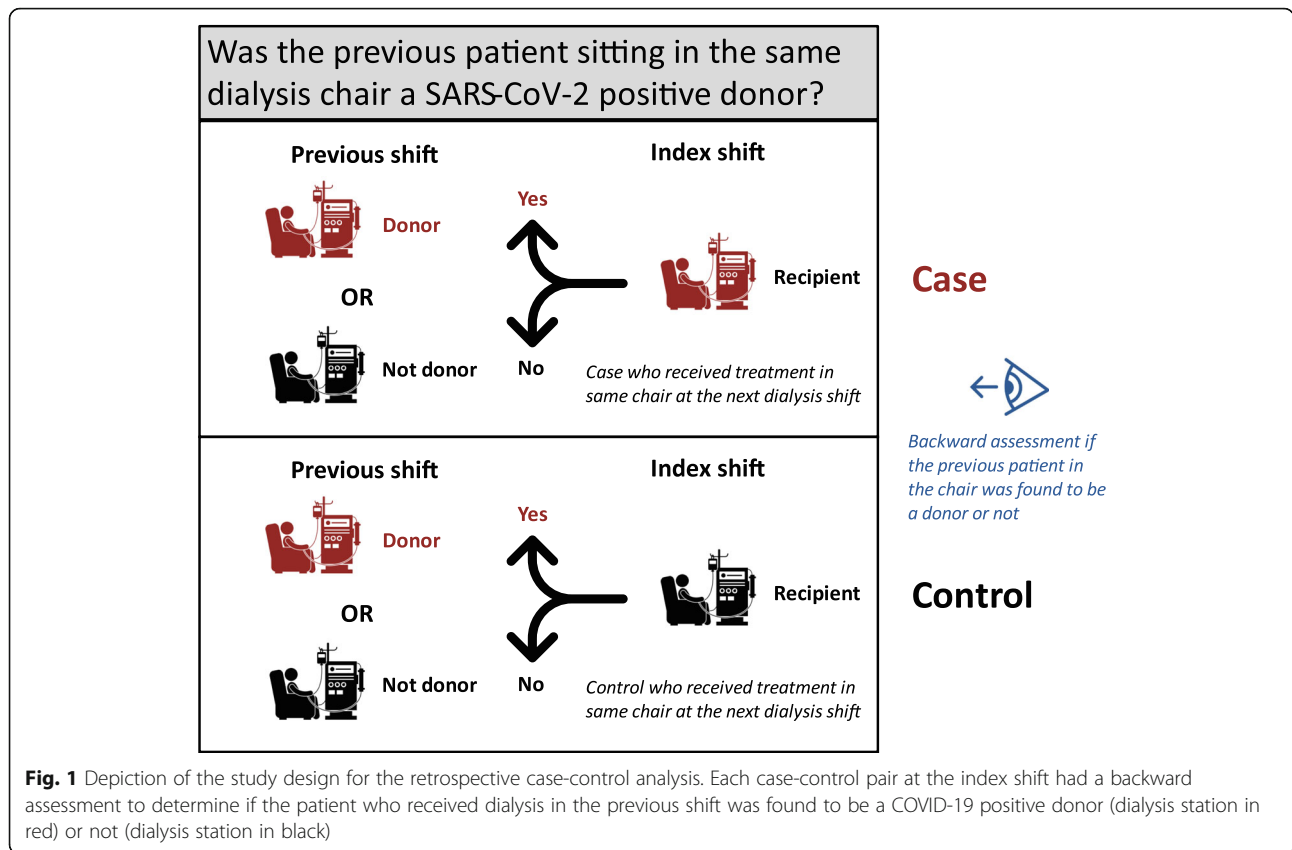 Was the previous patient sitting in the same
dialysis chair a SARS-CoV-2 positive donor?
Previous shift
Index shift
Yes
Donor
Recipient
OR
Not donor
No
Case who received treatment in
same chair at the next dialysis shift
Case
Backward assessment if
the previous patient in
the chair was found to be
a donor or not
Previous shift
Index shift
Yes
Donor
Recipient
OR
Not donor
No
Control who received treatment in
same chair at the next dialysis shift
Control
Fig. 1 Depiction of the study design for the retrospective case-control analysis. Each case-control pair at the index shift had a backward
assessment to determine if the patient who received dialysis in the previous shift was found to be a COVID-19 positive donor (dialysis station in
red) or not (dialysis station in black)